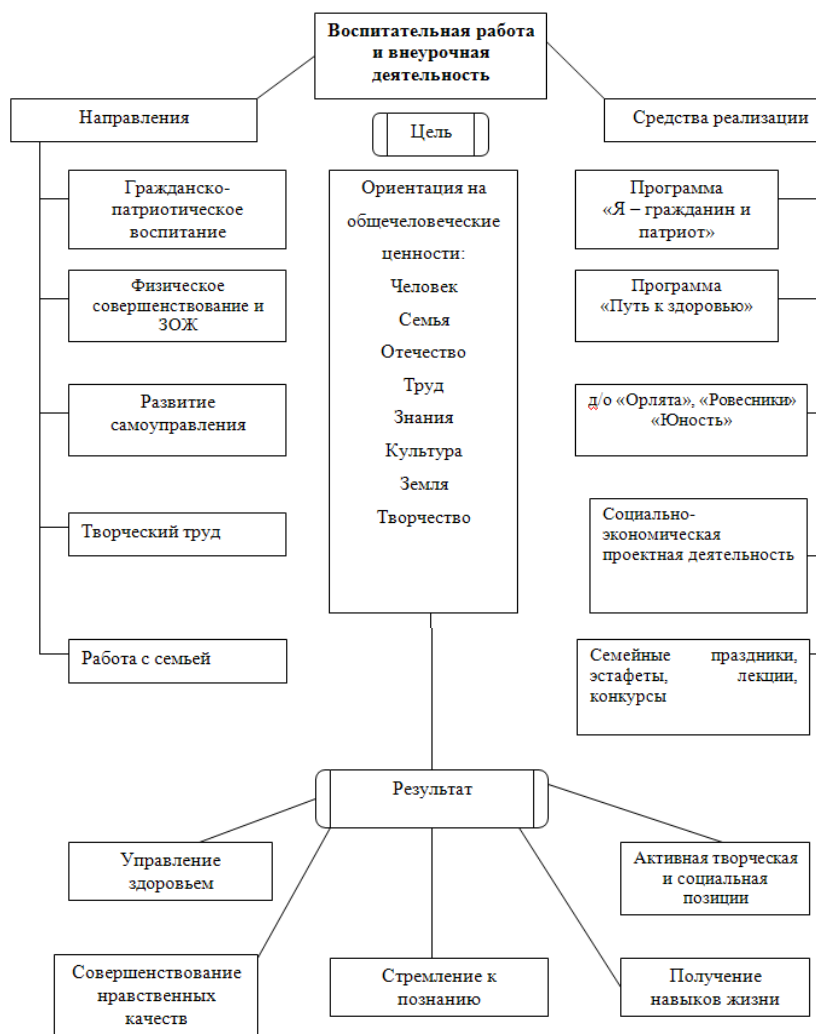 Воспитательная работа
и внеурочная
деятельность
Направления
Цель
Средства реализации
Гражданско-
патриотическое
воспитание
Ориентация на
общечеловеческие
ценности:
Человек
Семья
Отечество
Труд
Знания
Культура
Земля
Творчество
Программа
«Я – гражданин и
патриот»
Физическое
совершенствование и
ЗОЖ
Программа
«Путь к здоровью»
Развитие
самоуправления
д/о «Орлята», «Ровесники»
«Юность»
Творческий труд
Социально-
экономическая
проектная деятельность
Работа с семьей
Семейные праздники,
эстафеты, лекции,
конкурсы
Результат
Управление
здоровьем
Активная творческая
и социальная
позиции
Совершенствование
нравственных
качеств
Стремление к
познанию
Получение
навыков жизни